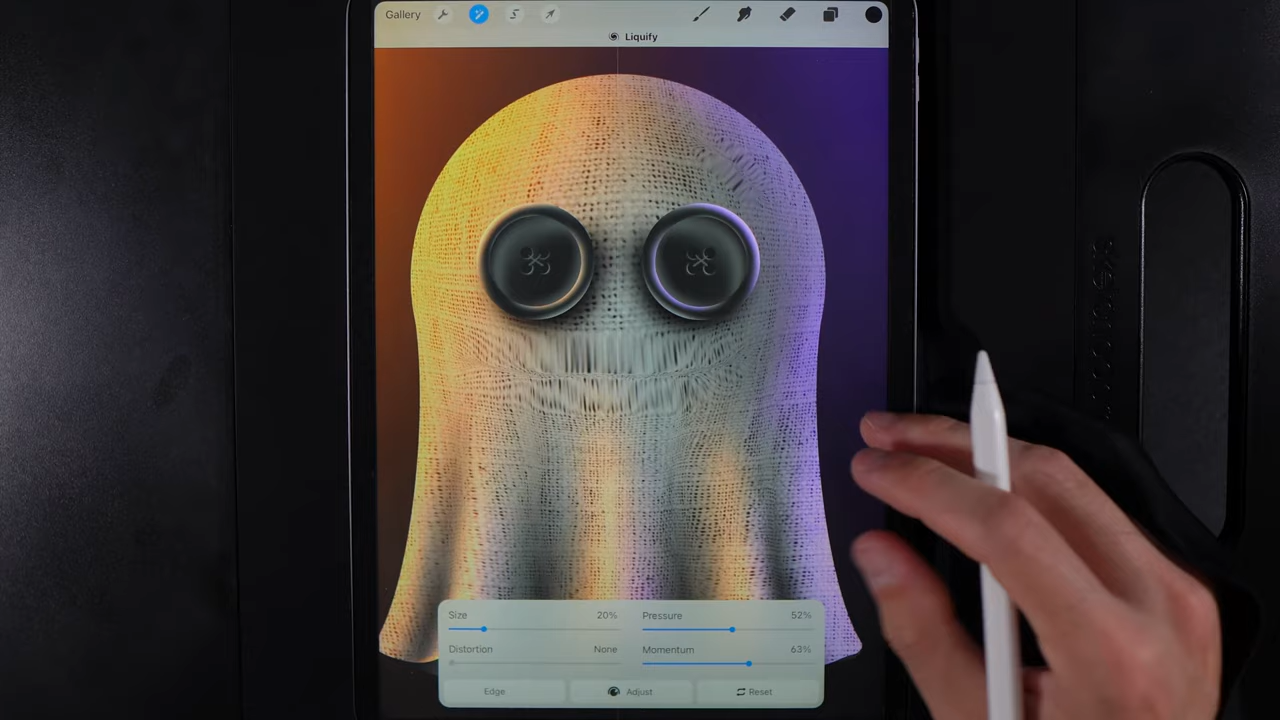 Gallery
Liquify
Size 20% Pressure 52%
Distortion None Momentum 63%
Edge Adjust Reset